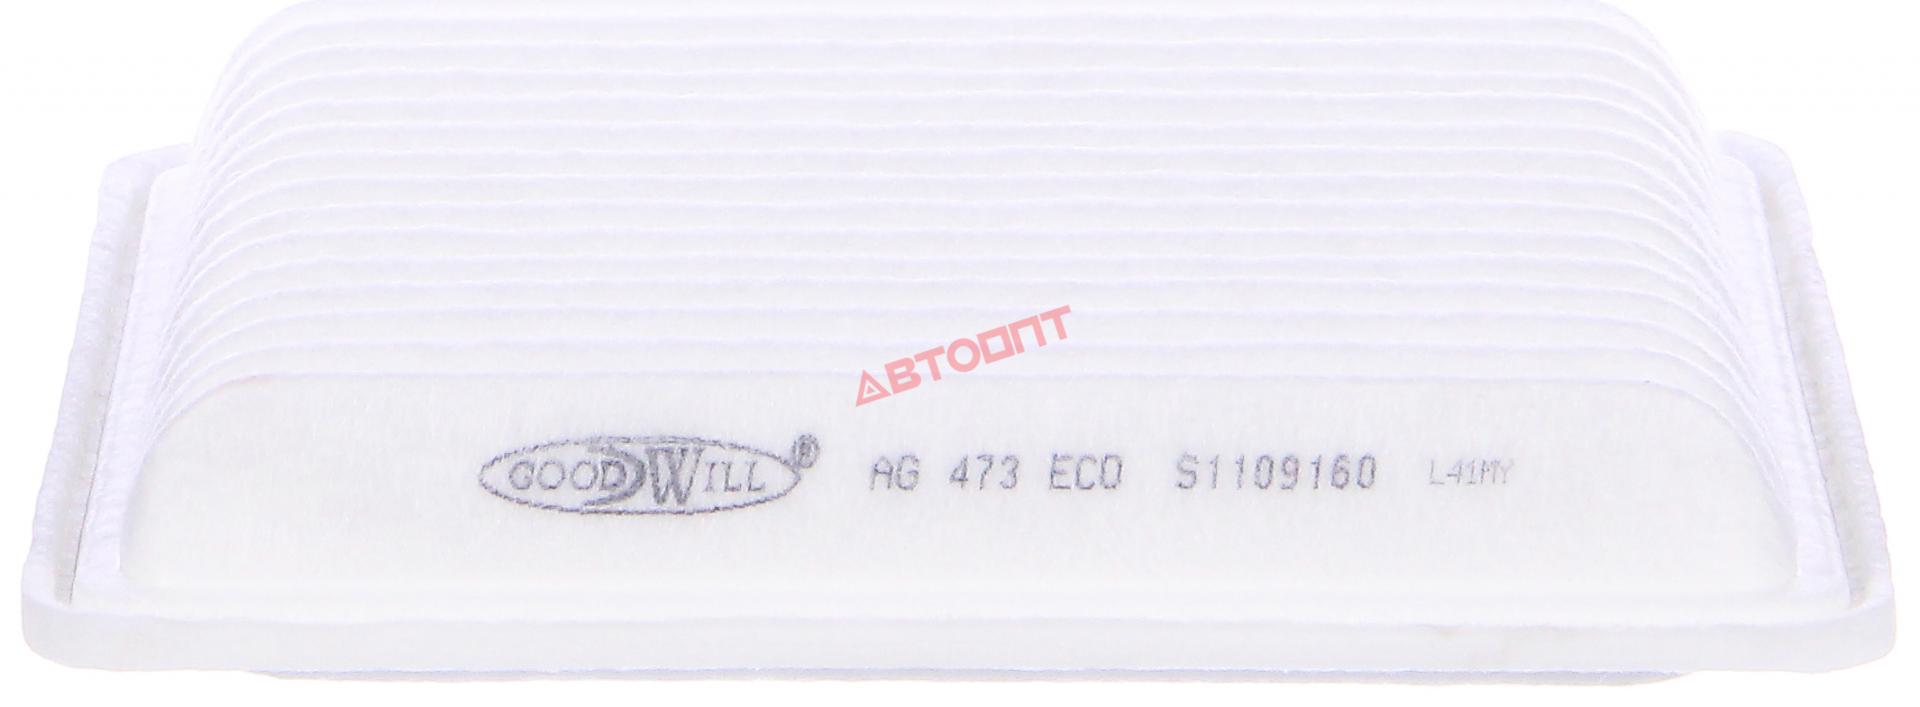 АВТООПТ
GOODWILL® AG 473 ECO S1109160 L41MY